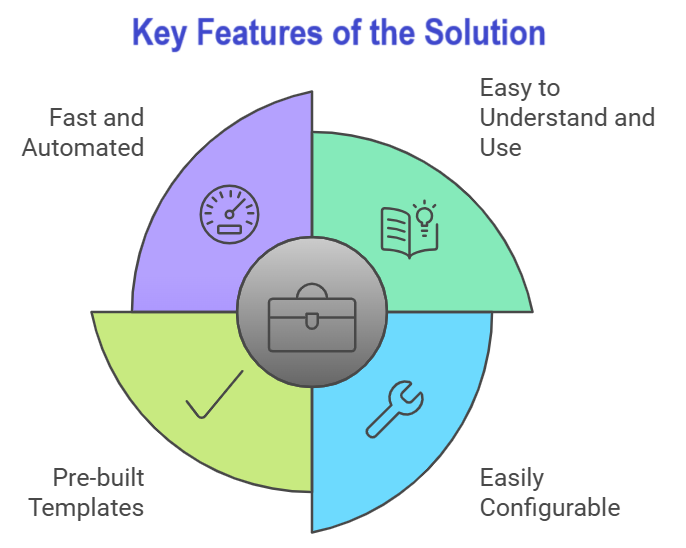 Key Features of the Solution
Fast and
Automated
Easy to
Understand and
Use
Pre-built
Templates
Easily
Configurable